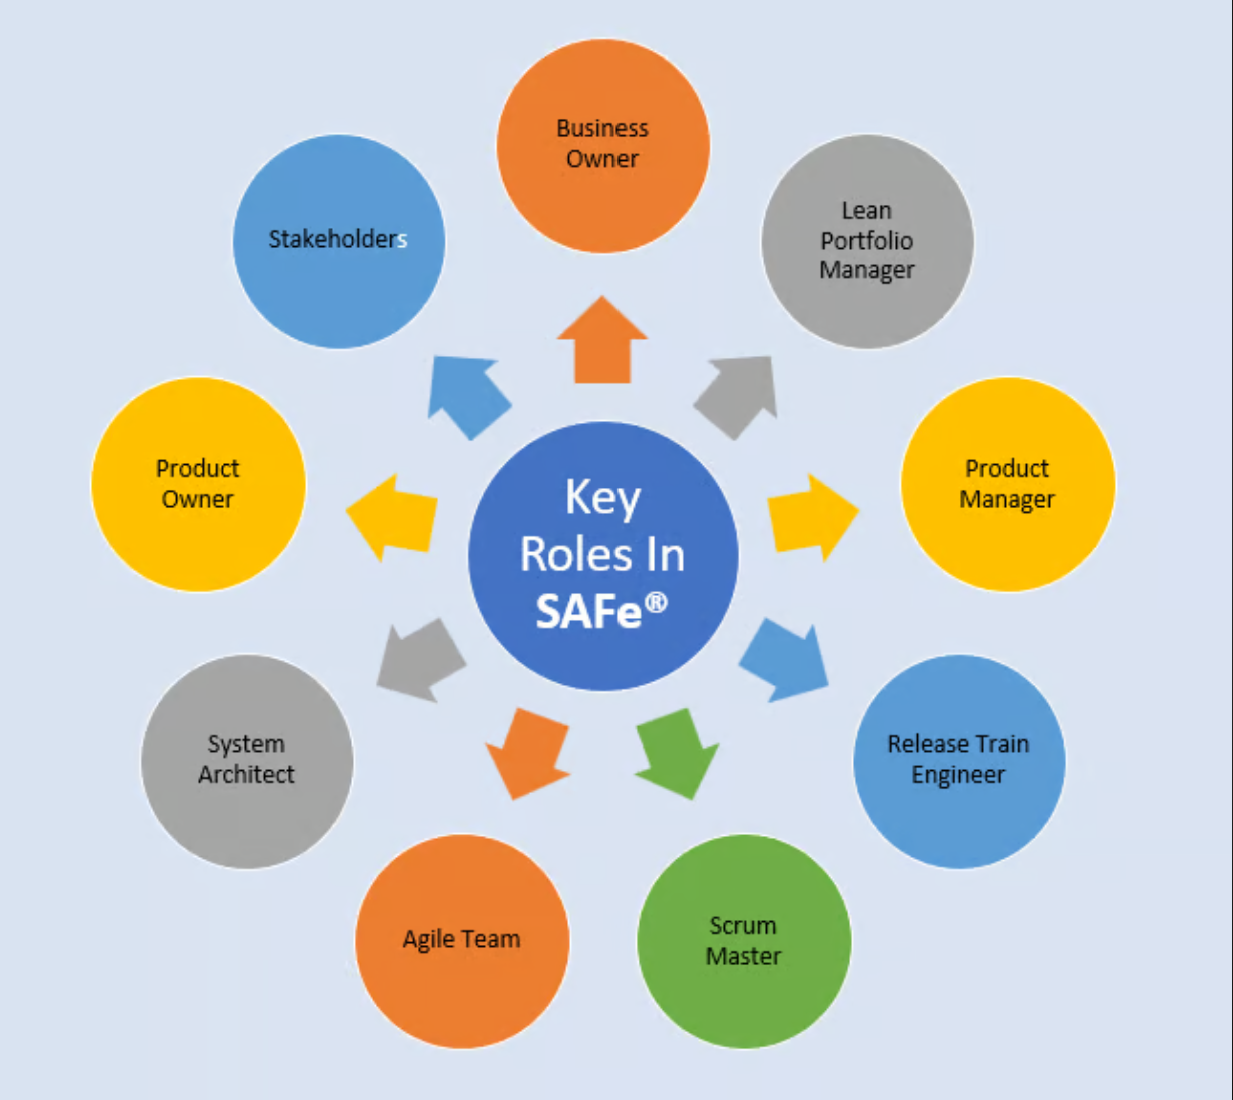 Business
Owner
Lean
Portfolio
Manager
Product
Manager
Release Train
Engineer
Scrum
Master
Agile Team
System
Architect
Product
Owner
Stakeholders
Key
Roles In
SAFe®